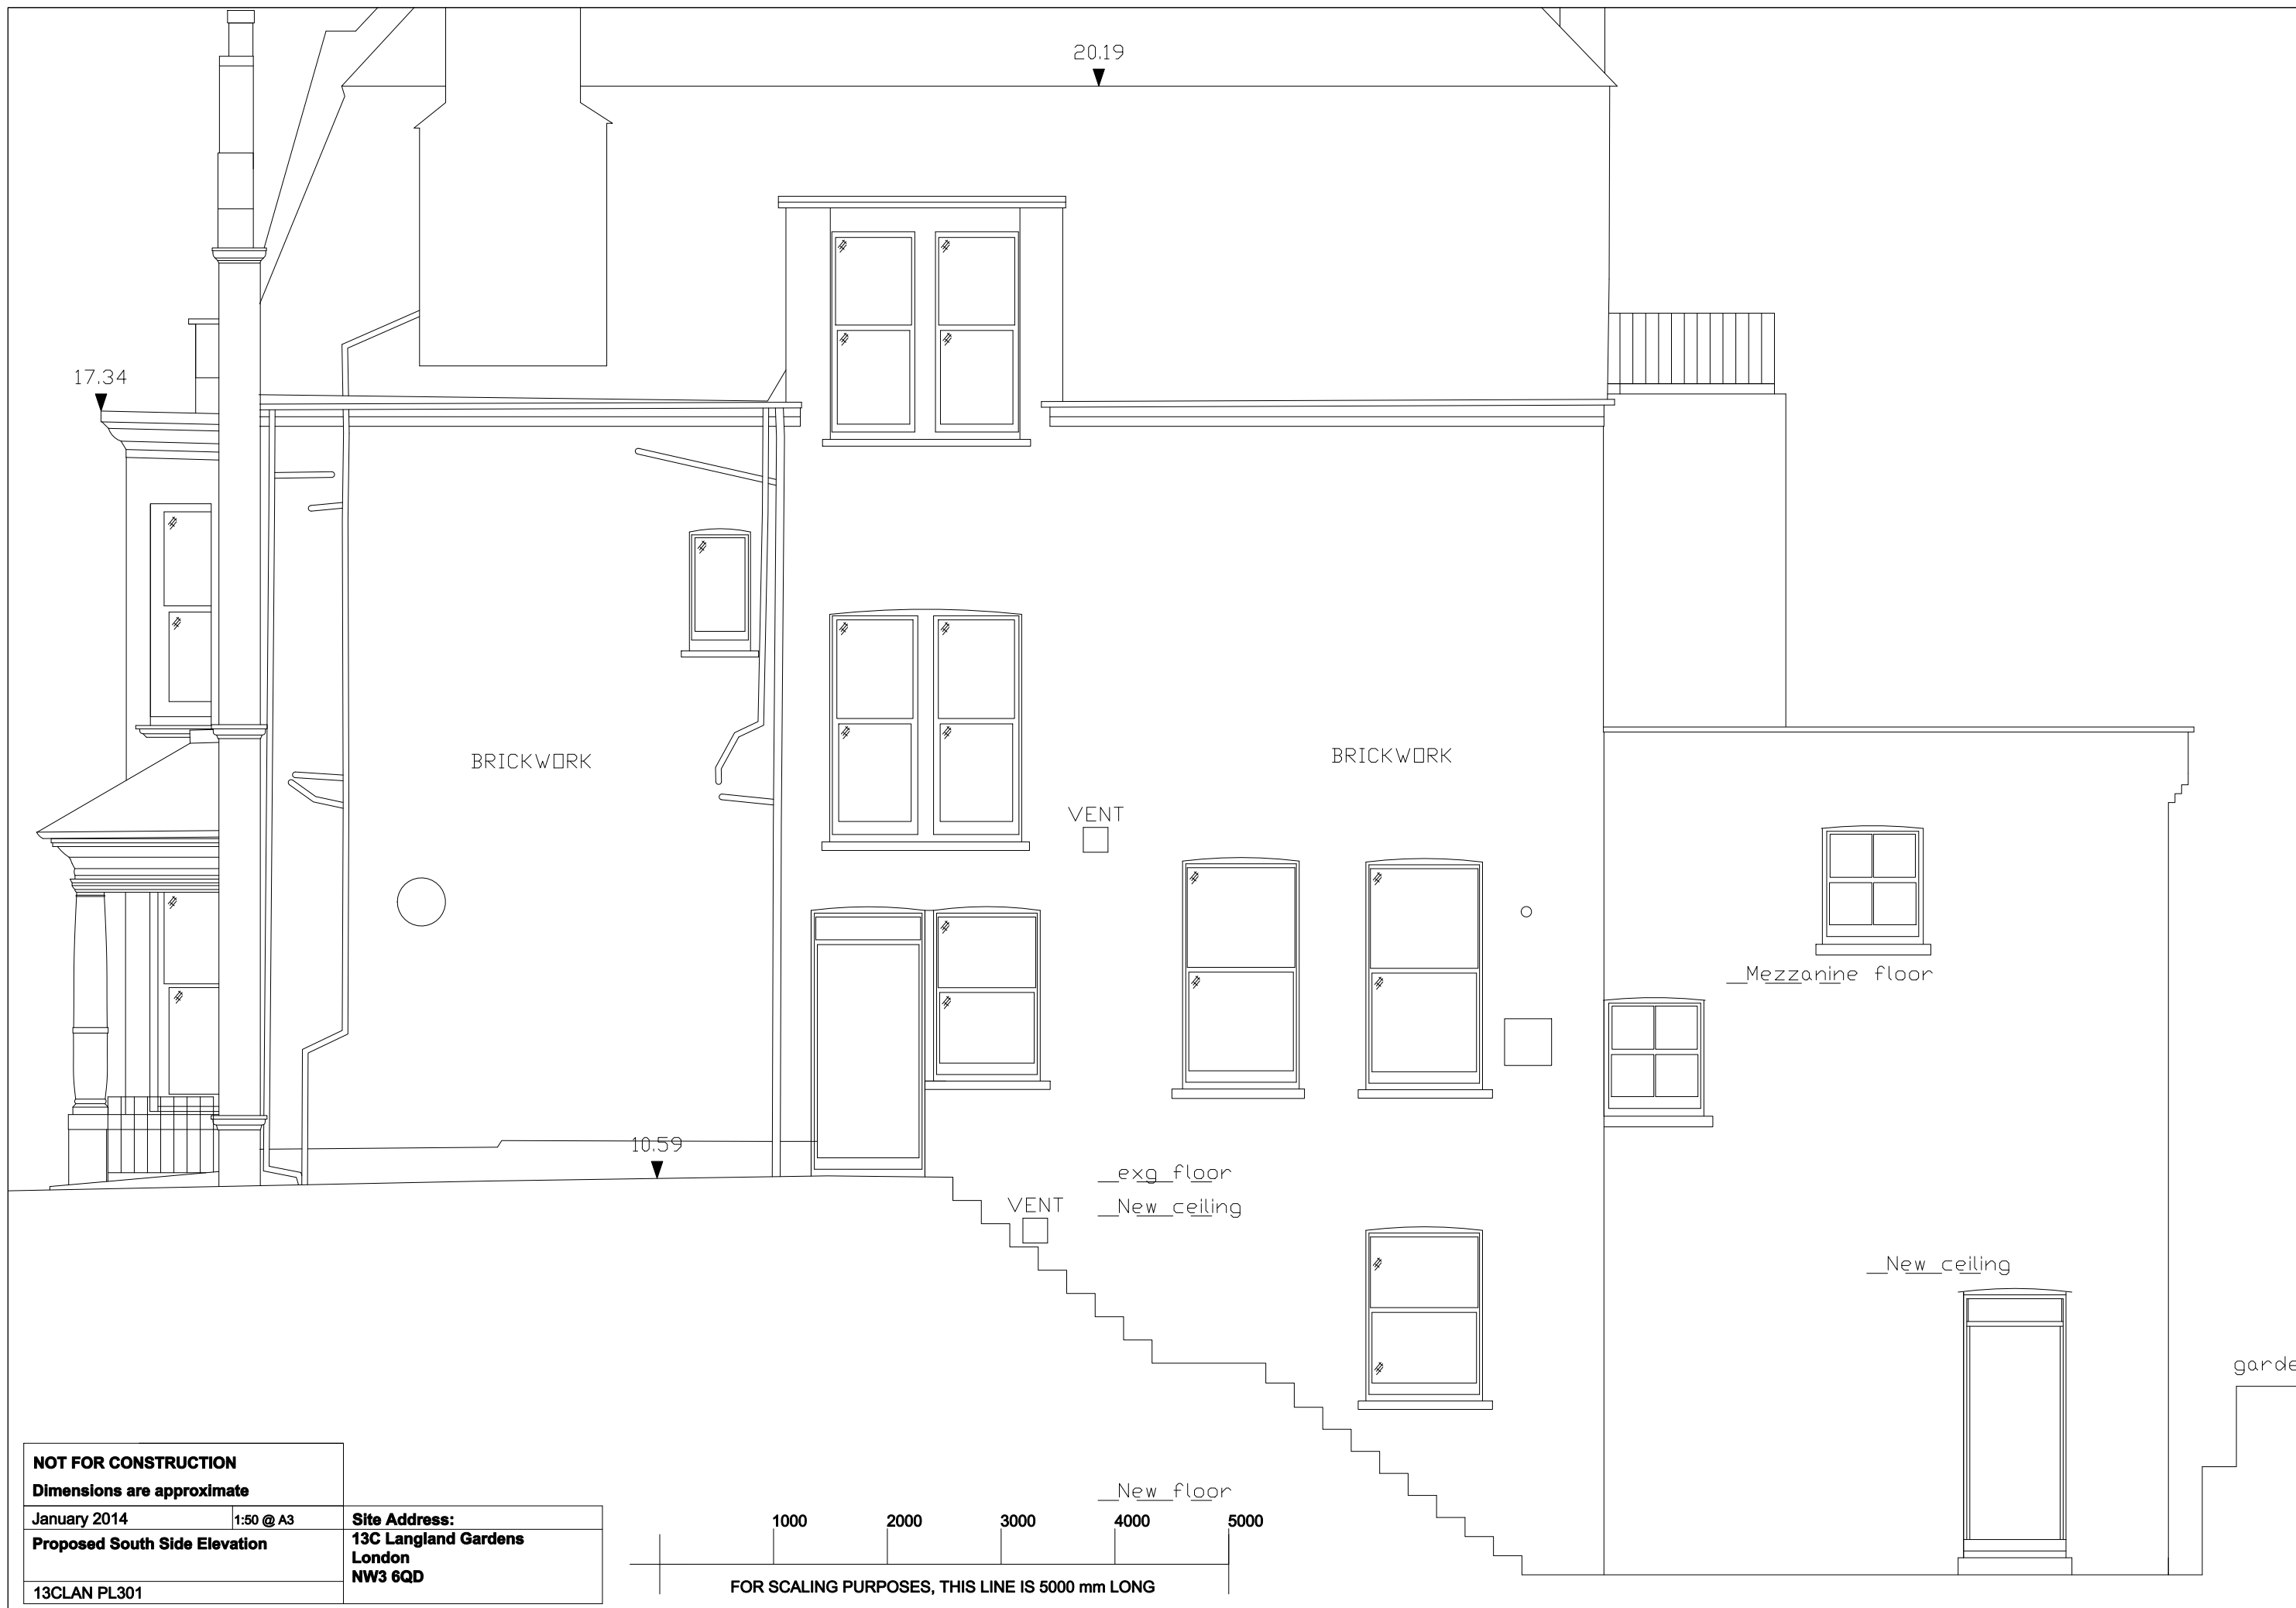 20.19
17.34
BRICKWORK
BRICKWORK
VENT
Mezzanine floor
10.59
exg floor
VENT
New ceiling
New ceiling
garde
New floor
NOT FOR CONSTRUCTION
Dimensions are approximate
January 2014
1:50 @ A3
Proposed South Side Elevation
13CLAN PL301
Site Address:
13C Langland Gardens
London
NW3 6QD
1000 2000 3000 4000 5000
FOR SCALING PURPOSES, THIS LINE IS 5000 mm LONG